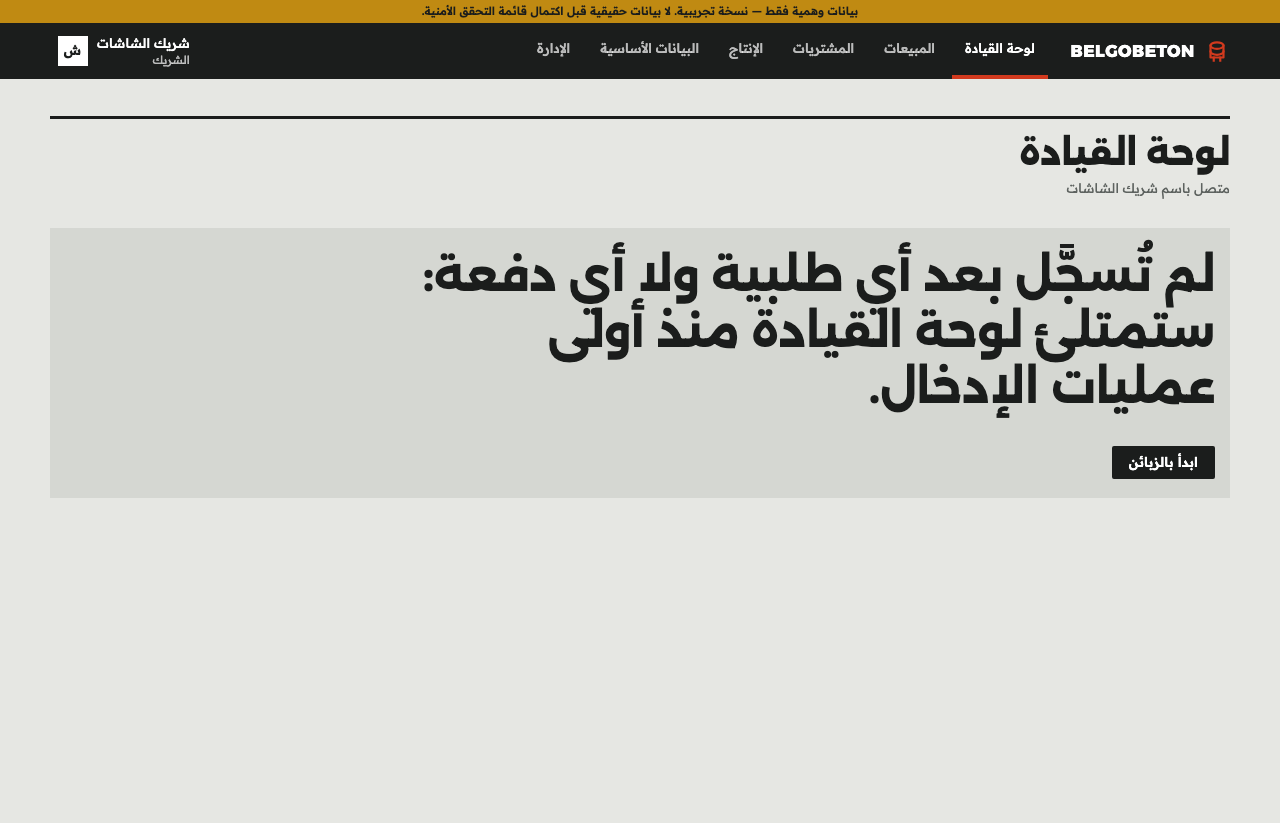 بيانات وهمية فقط — نسخة تجريبية. لا بيانات حقيقية قبل اكتمال قائمة التحقق الأمنية.
BELGOBETON
لوحة القيادة
المبيعات
المشتريات
الإنتاج
البيانات الأساسية
الإدارة
شريك الشاشات
الشريك
ش
لوحة القيادة
متصل باسم شريك الشاشات
لم تُسجَّل بعد أي طلبية ولا أي دفعة:
ستمتلئ لوحة القيادة منذ أولى
عمليات الإدخال.
ابدأ بالزبائن